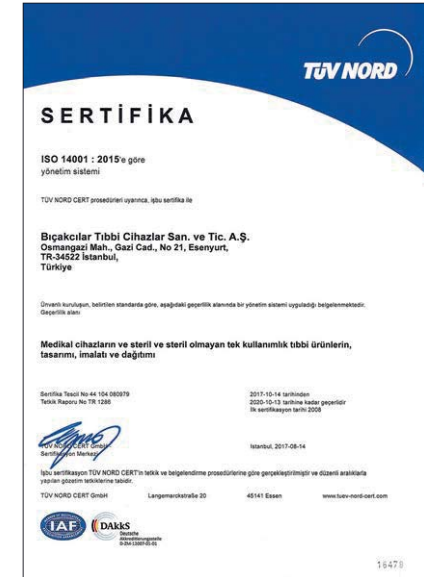 TÜV NORD
SERTİFİKA
ISO 14001 : 2015'e göre
yönetim sistemi
TÜV NORD CERT prosedürleri uyarınca, işbu sertifika ile
Bıçakcılar Tıbbi Cihazlar San. ve Tic. A.Ş.
Osmangazi Mah., Gazi Cad., No 21, Esenyurt,
TR-34522 İstanbul,
Türkiye
Ünvanlı kuruluşun, belirtilen standarda göre, aşağıdaki geçerlilik alanında bir yönetim sistemi uyguladığı belgelenmektedir.
Geçerlilik alanı
Medikal cihazların ve steril ve steril olmayan tek kullanımlık tıbbi ürünlerin,
tasarımı, imalatı ve dağıtımı
Sertifika Tescil No 44 104 080979
Tetkik Raporu No TR 1286
2017-10-14 tarihinden
2020-10-13 tarihine kadar geçerlidir
İlk sertifikasyon tarihi 2008
TÜV NORD CERT GmbH
Sertifikasyon Merkezi
Istanbul, 2017-08-14
İşbu sertifikasyon TÜV NORD CERT'in tetkik ve belgelendirme prosedürlerine göre gerçekleştirilmiştir ve düzenli aralıklarla
yapılan gözetim tetkiklerine tabidir.
TÜV NORD CERT GmbH Langemarckstraße 20 45141 Essen www.tuev-nord-cert.com
IAF
DAkkS
Deutsche
Akkreditierungsstelle